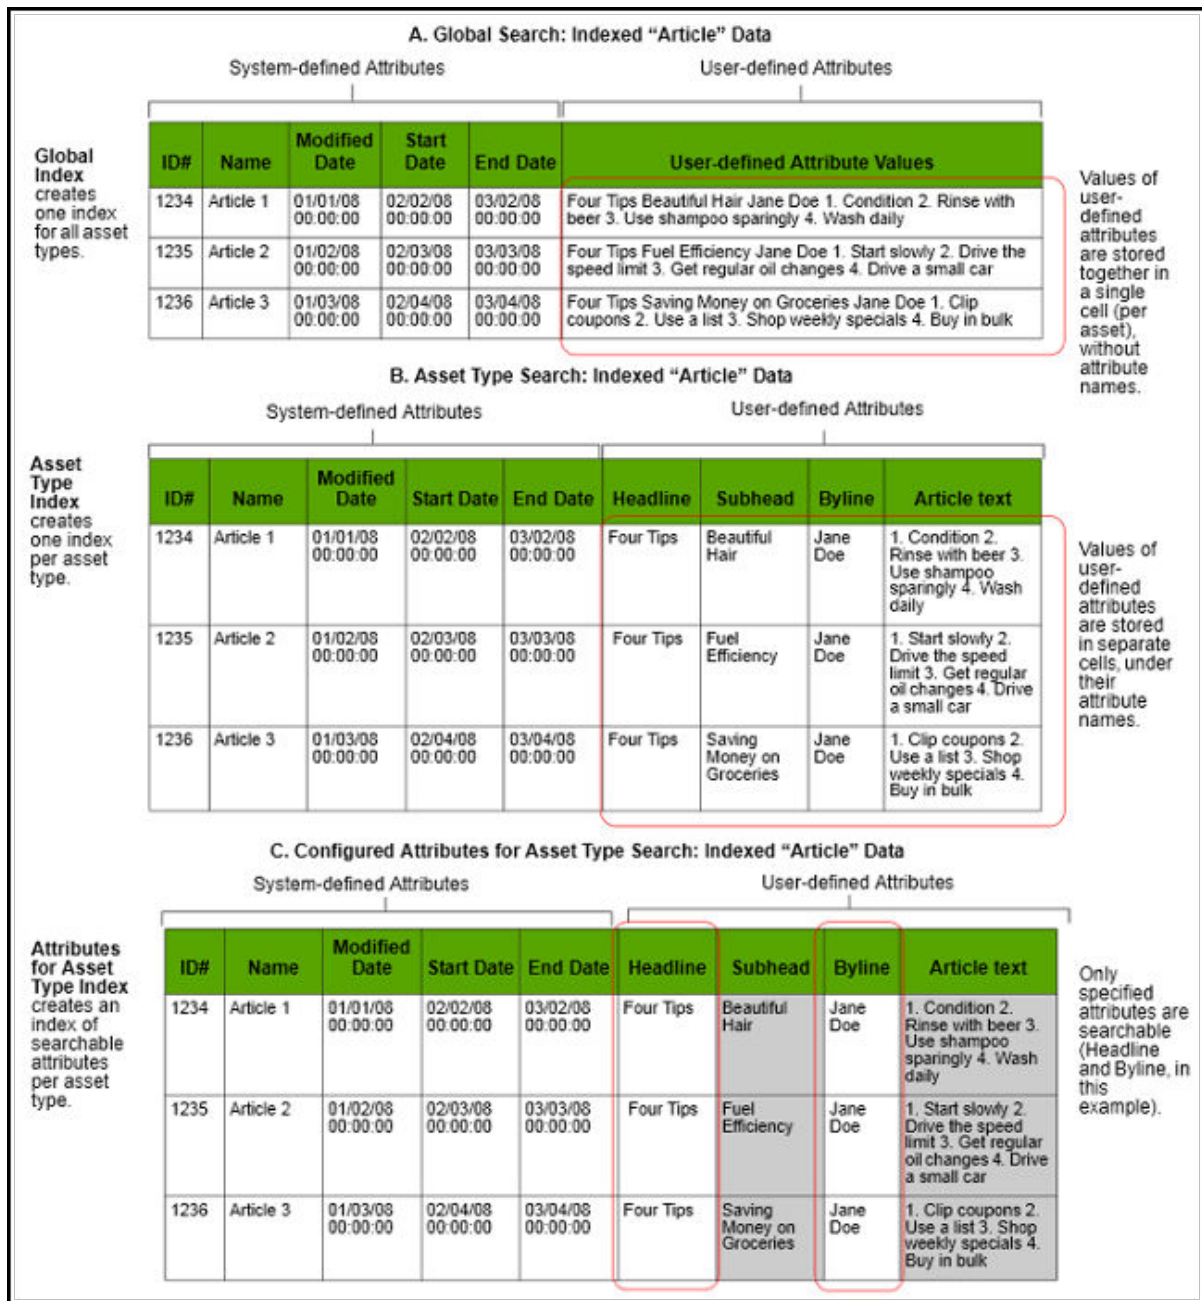 A. Global Search: Indexed “Article” Data
System-defined Attributes
User-defined Attributes
Global
Index
creates
one index
for all asset
types.
ID# Name Modified Date Start Date End Date User-defined Attribute Values
1234 Article 1 01/01/08 00:00:00 02/02/08 00:00:00 03/02/08 00:00:00 Four Tips Beautiful Hair Jane Doe 1. Condition 2. Rinse with beer 3. Use shampoo sparingly 4. Wash daily
1235 Article 2 01/02/08 00:00:00 02/03/08 00:00:00 03/03/08 00:00:00 Four Tips Fuel Efficiency Jane Doe 1. Start slowly 2. Drive the speed limit 3. Get regular oil changes 4. Drive a small car
1236 Article 3 01/03/08 00:00:00 02/04/08 00:00:00 03/04/08 00:00:00 Four Tips Saving Money on Groceries Jane Doe 1. Clip coupons 2. Use a list 3. Shop weekly specials 4. Buy in bulk
Values of
user-
defined
attributes
are stored
together in
a single
cell (per
asset),
without
attribute
names.
B. Asset Type Search: Indexed “Article” Data
System-defined Attributes
User-defined Attributes
Asset
Type
Index
creates
one index
per asset
type.
ID# Name Modified Date Start Date End Date Headline Subhead Byline Article text
1234 Article 1 01/01/08 00:00:00 02/02/08 00:00:00 03/02/08 00:00:00 Four Tips Beautiful Hair Jane Doe 1. Condition 2. Rinse with beer 3. Use shampoo sparingly 4. Wash daily
1235 Article 2 01/02/08 00:00:00 02/03/08 00:00:00 03/03/08 00:00:00 Four Tips Fuel Efficiency Jane Doe 1. Start slowly 2. Drive the speed limit 3. Get regular oil changes 4. Drive a small car
1236 Article 3 01/03/08 00:00:00 02/04/08 00:00:00 03/04/08 00:00:00 Four Tips Saving Money on Groceries Jane Doe 1. Clip coupons 2. Use a list 3. Shop weekly specials 4. Buy in bulk
Values of
user-
defined
attributes
are stored
in separate
cells, under
their
attribute
names.
C. Configured Attributes for Asset Type Search: Indexed “Article” Data
System-defined Attributes
User-defined Attributes
Attributes
for Asset
Type Index
creates an
index of
searchable
attributes
per asset
type.
ID# Name Modified Date Start Date End Date Headline Subhead Byline Article text
1234 Article 1 01/01/08 00:00:00 02/02/08 00:00:00 03/02/08 00:00:00 Four Tips Beautiful Hair Jane Doe 1. Condition 2. Rinse with beer 3. Use shampoo sparingly 4. Wash daily
1235 Article 2 01/02/08 00:00:00 02/03/08 00:00:00 03/03/08 00:00:00 Four Tips Fuel Efficiency Jane Doe 1. Start slowly 2. Drive the speed limit 3. Get regular oil changes 4. Drive a small car
1236 Article 3 01/03/08 00:00:00 02/04/08 00:00:00 03/04/08 00:00:00 Four Tips Saving Money on Groceries Jane Doe 1. Clip coupons 2. Use a list 3. Shop weekly specials 4. Buy in bulk
Only
specified
attributes are
searchable
(Headline
and Byline, in
this
example).